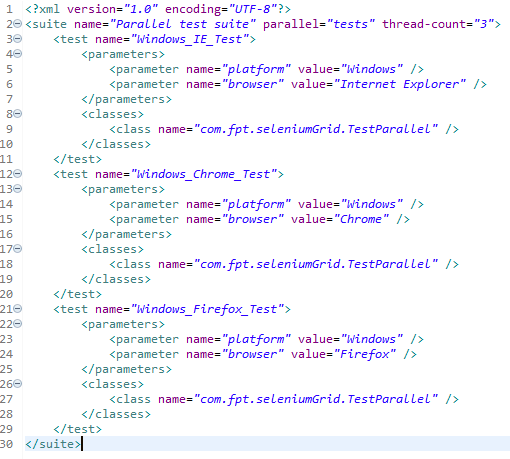 1 <?xml version="1.0" encoding="UTF-8"?>
2 <suite name="Parallel test suite" parallel="tests" thread-count="3">
3 <test name="Windows_IE_Test">
4 <parameters>
5 <parameter name="platform" value="Windows" />
6 <parameter name="browser" value="Internet Explorer" />
7 </parameters>
8 <classes>
9 <class name="com.fpt.seleniumGrid.TestParallel" />
10 </classes>
11 </test>
12 <test name="Windows_Chrome_Test">
13 <parameters>
14 <parameter name="platform" value="Windows" />
15 <parameter name="browser" value="Chrome" />
16 </parameters>
17 <classes>
18 <class name="com.fpt.seleniumGrid.TestParallel" />
19 </classes>
20 </test>
21 <test name="Windows_Firefox_Test">
22 <parameters>
23 <parameter name="platform" value="Windows" />
24 <parameter name="browser" value="Firefox" />
25 </parameters>
26 <classes>
27 <class name="com.fpt.seleniumGrid.TestParallel" />
28 </classes>
29 </test>
30 </suite>